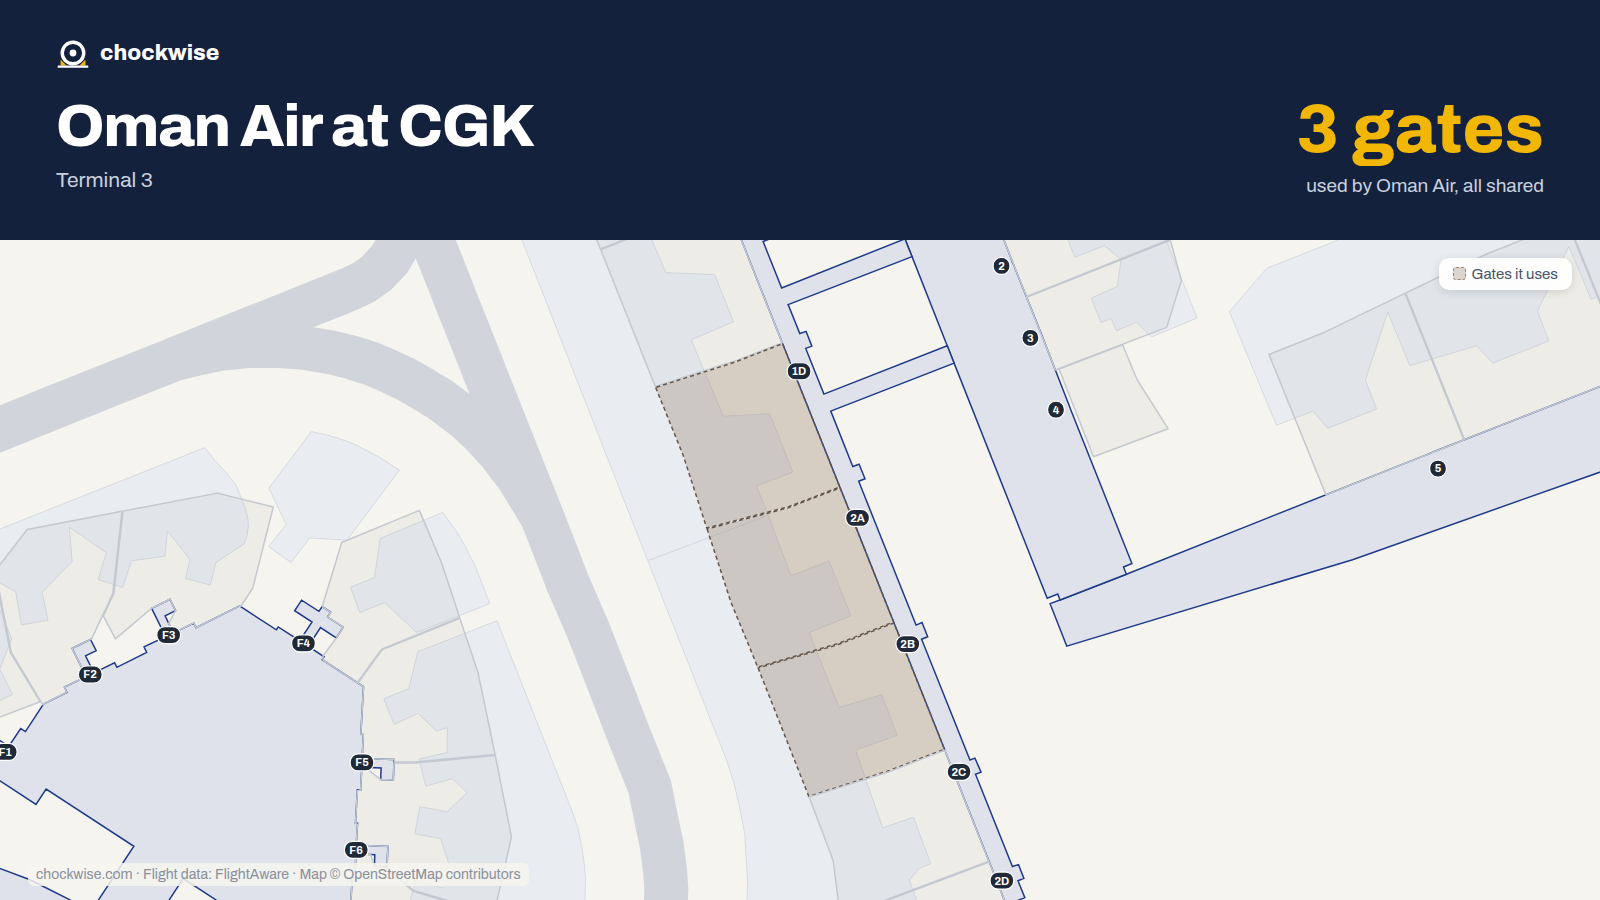 chockwise
Oman Air at CGK
Terminal 3
3 gates
used by Oman Air, all shared
Gates it uses
2
3
1D
4
5
2A
F3
F4
2B
F2
F1
F5
2C
F6
chockwise.com · Flight data: FlightAware · Map © OpenStreetMap contributors
2D